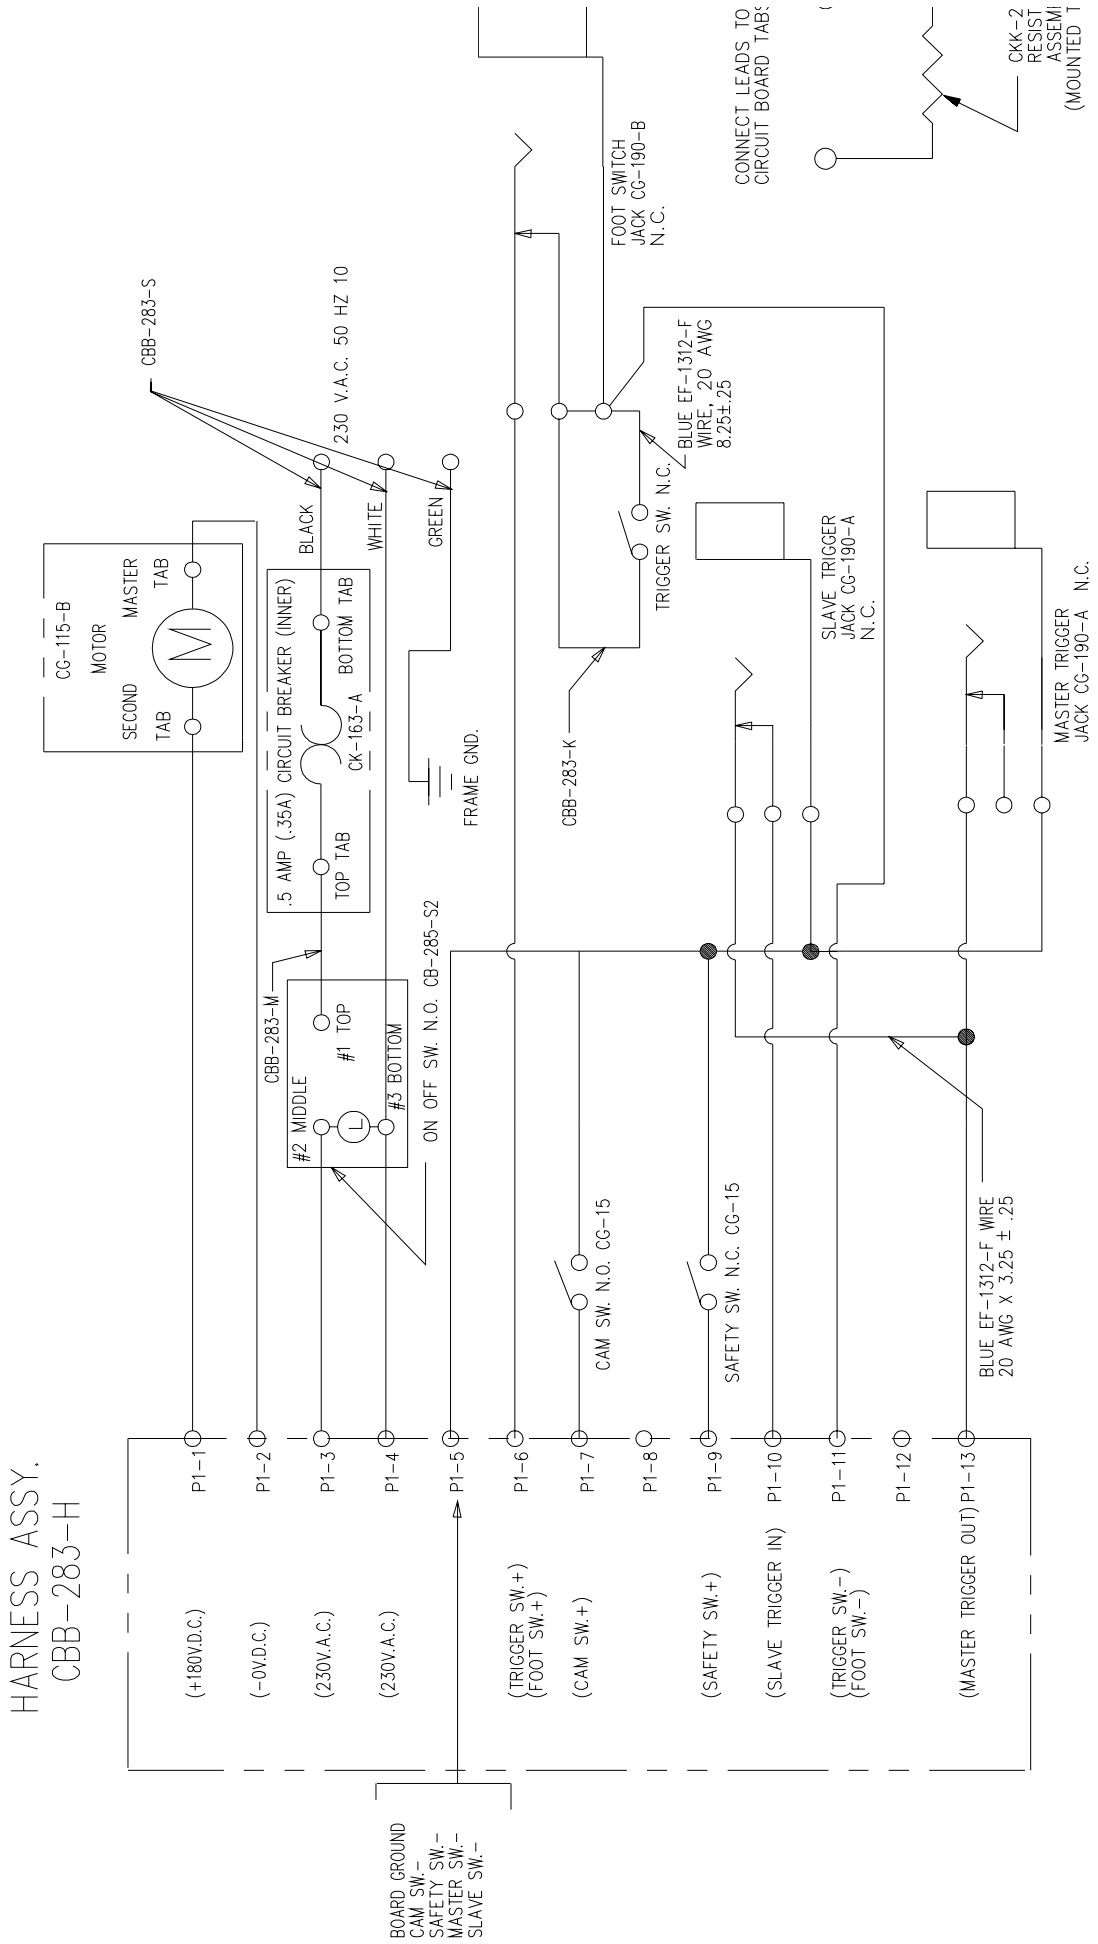 HARNESS ASSY.
CBB-283-H
(+180V.D.C.)
(-0V.D.C.)
(230V.A.C.)
(230V.A.C.)
(TRIGGER SW.+)
(FOOT SW.+)
(CAM SW.+)
(SAFETY SW.+)
(SLAVE TRIGGER IN)
(TRIGGER SW.-)
(FOOT SW.-)
(MASTER TRIGGER OUT)
BOARD GROUND
CAM SW.-
SAFETY SW.-
MASTER SW.-
SLAVE SW.-
P1-1
P1-2
P1-3
P1-4
P1-5
P1-6
P1-7
P1-8
P1-9
P1-10
P1-11
P1-12
P1-13
CG-115-B
MOTOR
SECOND
TAB
M
MASTER
TAB
.5 AMP (.35A) CIRCUIT BREAKER (INNER)
TOP TAB
CK-163-A
BOTTOM TAB
CBB-283-M
#2 MIDDLE
#1 TOP
L
#3 BOTTOM
ON OFF SW. N.O. CB-285-S2
BLACK
WHITE
GREEN
CBB-283-S
230 V.A.C. 50 HZ 10
FRAME GND.
CAM SW. N.O. CG-15
SAFETY SW. N.C. CG-15
BLUE EF-1312-F WIRE
20 AWG X 3.25 ± .25
CBB-283-K
TRIGGER SW. N.C.
BLUE EF-1312-F
WIRE, 20 AWG
8.25±.25
FOOT SWITCH
JACK CG-190-B
N.C.
SLAVE TRIGGER
JACK CG-190-A
N.C.
MASTER TRIGGER
JACK CG-190-A N.C.
CONNECT LEADS TO
CIRCUIT BOARD TABS
CKK-2
RESIST
ASSEM
(MOUNTED T